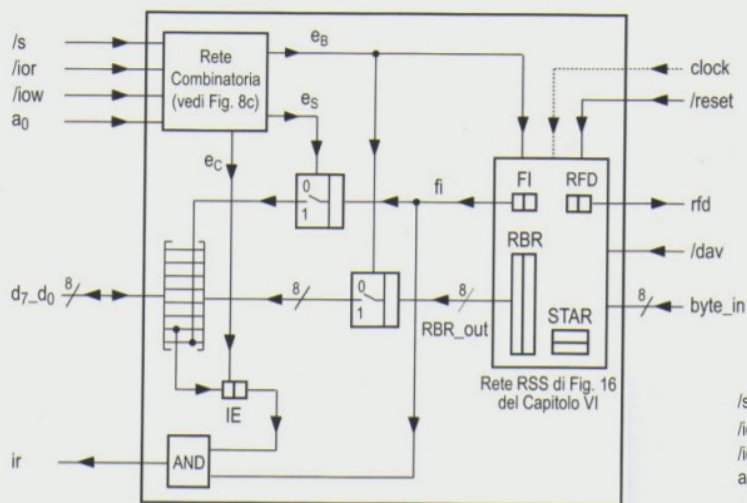 /s
/ior
/iow
a0
Rete
Combinatoria
(vedi Fig. 8c)
eB
eS
eC
clock
/reset
0
1
fi
FI
RFD
rfd
RBR
/dav
d7_d0
8
8
0
1
8
RBR_out
STAR
8
byte_in
Rete RSS di Fig. 16
del Capitolo VI
IE
ir
AND
/s
/i
/i
a